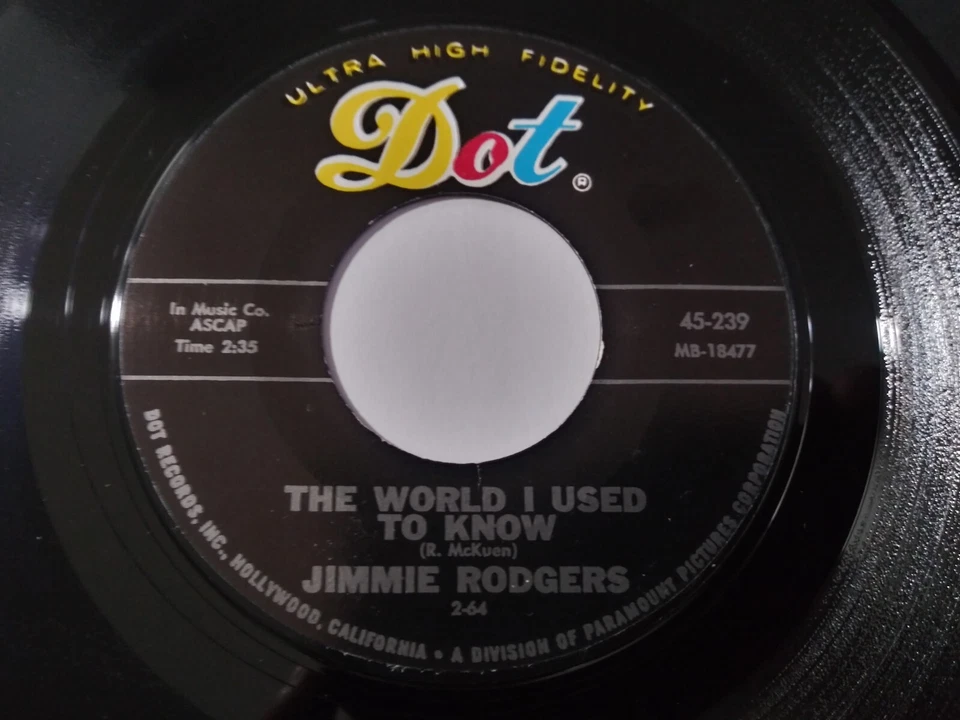 ULTRA HIGH FIDELITY
Dot ®
In Music Co.
ASCAP
Time 2:35
45-239
MB-18477
THE WORLD I USED
TO KNOW
(R. McKuen)
JIMMIE RODGERS
2-64
DOT RECORDS, INC., HOLLYWOOD, CALIFORNIA • A DIVISION OF PARAMOUNT PICTURES CORPORATION